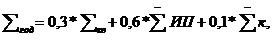 ∑год = 0,3* ∑кв + 0,6* ∑̄ ИП + 0,1* ∑̄ к,